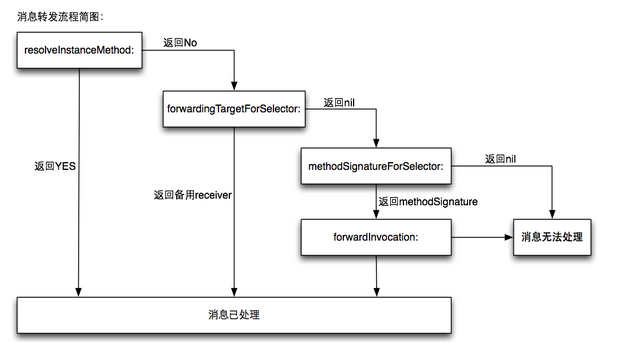 消息转发流程简图：
resolveInstanceMethod:
返回No
forwardingTargetForSelector:
返回nil
返回YES
methodSignatureForSelector:
返回nil
返回备用receiver
返回methodSignature
forwardInvocation:
消息无法处理
消息已处理